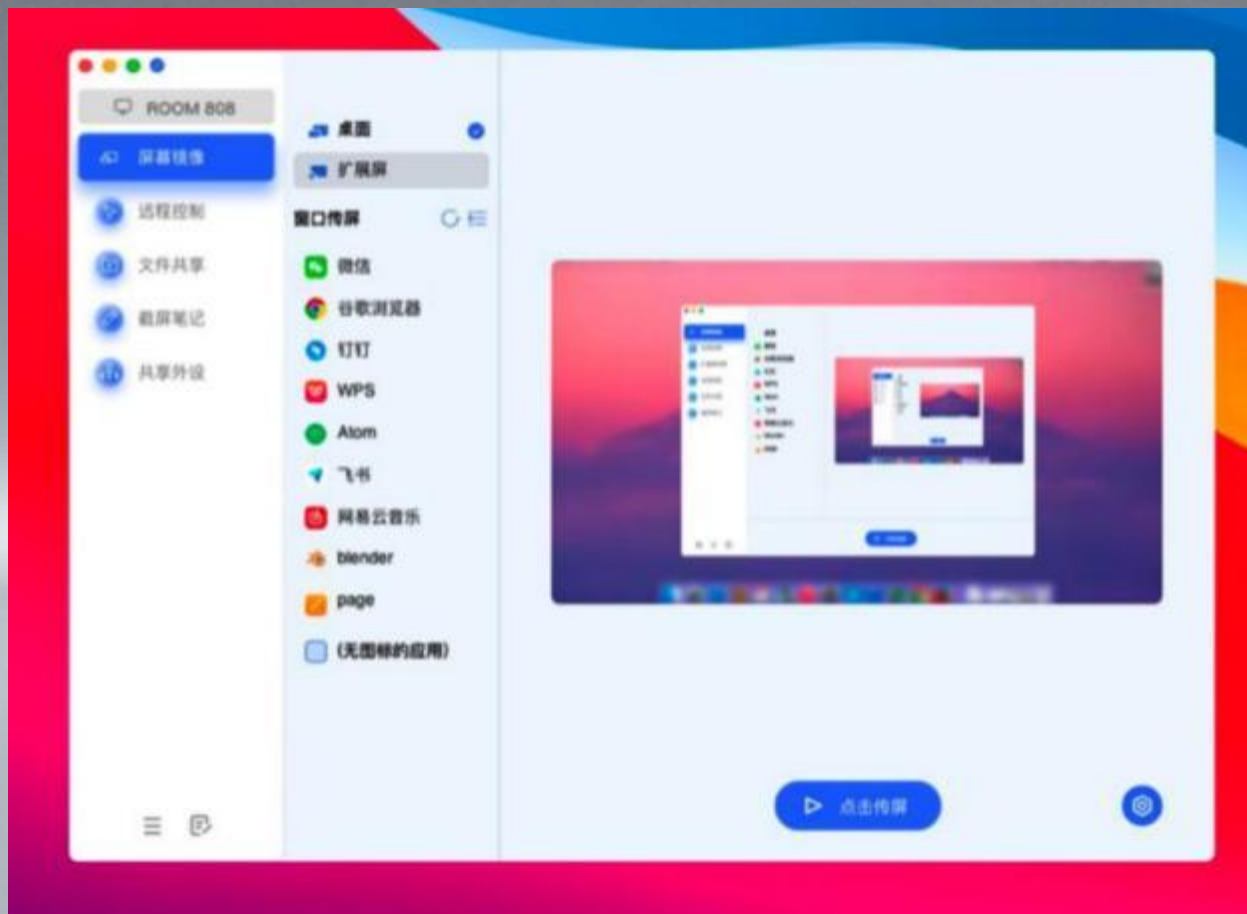 ROOM 808
屏幕镜像
远程控制
文件共享
截屏笔记
共享外设
桌面
扩展屏
窗口传屏
微信
谷歌浏览器
钉钉
WPS
Atom
飞书
网易云音乐
blender
page
(无图标的应用)
点击传屏